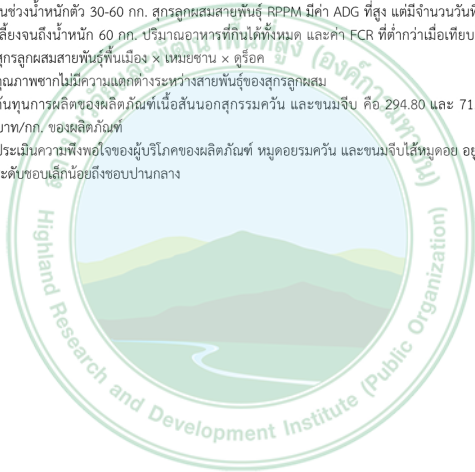 นช่วงน้ำหนักตัว 30-60 กก. สุกรลูกผสมสายพันธุ์ RPPM มีค่า ADG ที่สูง แต่มีจำนวนวันที่
ลี้ยงจนถึงน้ำหนัก 60 กก. ปริมาณอาหารที่กินได้ทั้งหมด และค่า FCR ที่ต่ำกว่าเมื่อเทียบ
สุกรลูกผสมสายพันธุ์พื้นเมือง × เหมยซาน × ดูร็อค
คุณภาพซากไม่มีความแตกต่างระหว่างสายพันธุ์ของสุกรลูกผสม
ต้นทุนการผลิตของผลิตภัณฑ์เนื้อสันนอกสุกรรมควัน และขนมจีบ คือ 294.80 และ 71
บาท/กก. ของผลิตภัณฑ์
ประเมินความพึงพอใจของผู้บริโภคของผลิตภัณฑ์ หมูดอยรมควัน และขนมจีบไส้หมูดอย อยู่
ระดับชอบเล็กน้อยถึงชอบปานกลาง
(องค์การมหาชน)
Highland Research and Development Institute (Public Organization)